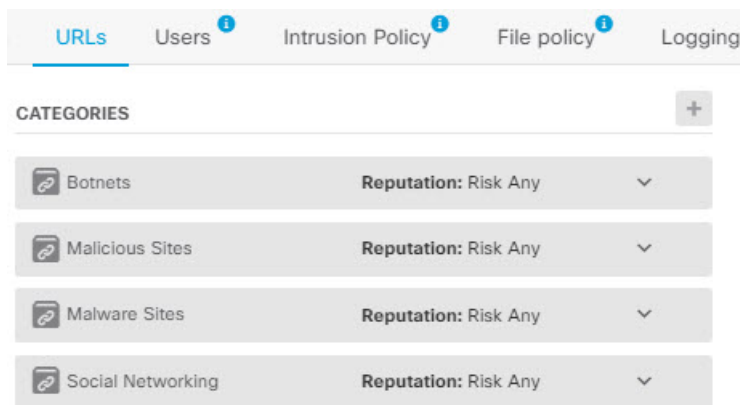 URLs Users Intrusion Policy File policy Logging
CATEGORIES
Botnets Reputation: Risk Any
Malicious Sites Reputation: Risk Any
Malware Sites Reputation: Risk Any
Social Networking Reputation: Risk Any